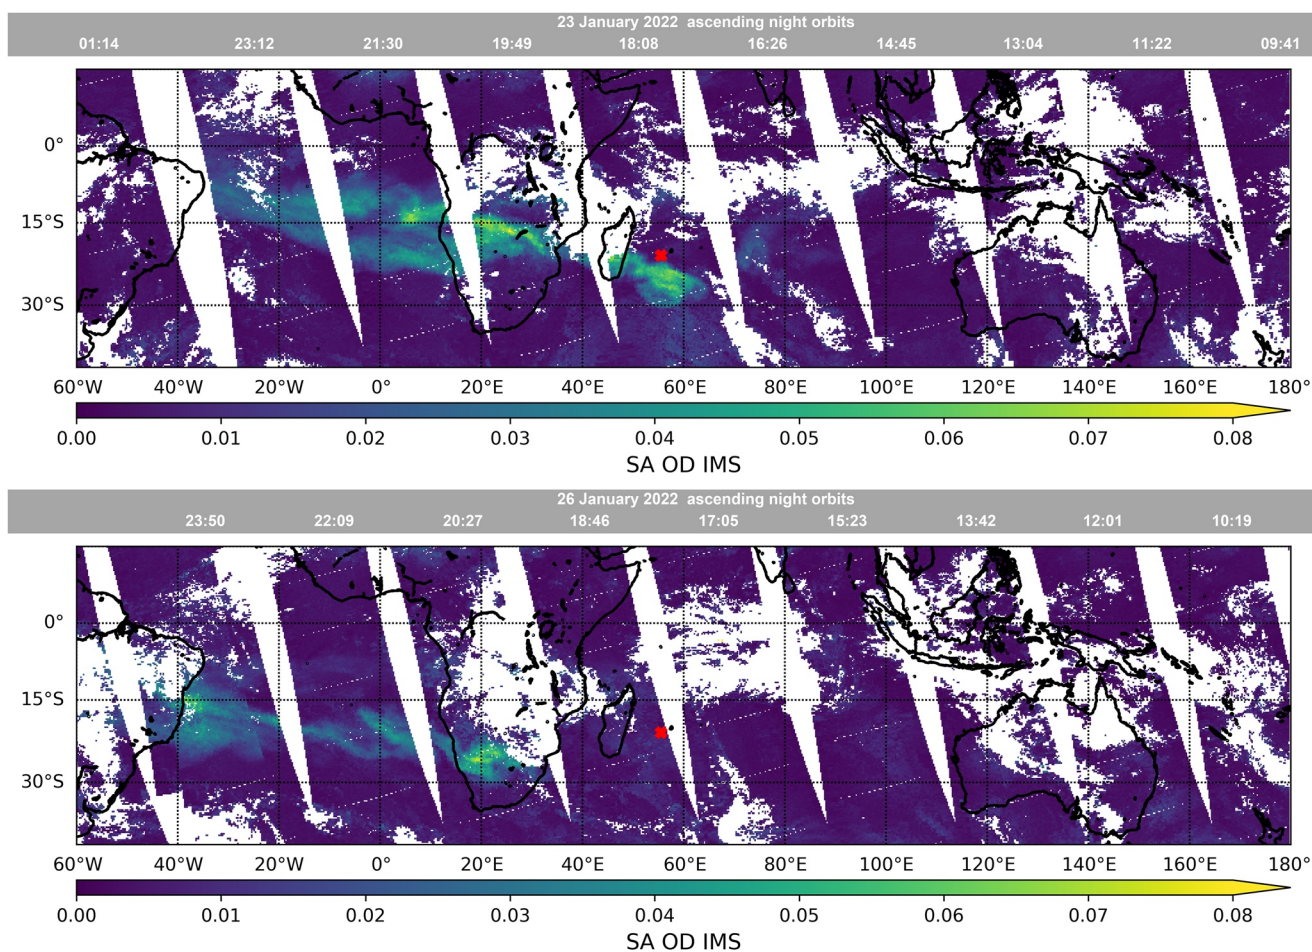 23 January 2022 ascending night orbits
01:14 23:12 21:30 19:49 18:08 16:26 14:45 13:04 11:22 09:41
0°
15°S
30°S
60°W 40°W 20°W 0° 20°E 40°E 60°E 80°E 100°E 120°E 140°E 160°E 180°
0.00 0.01 0.02 0.03 0.04 0.05 0.06 0.07 0.08
SA OD IMS
26 January 2022 ascending night orbits
23:50 22:09 20:27 18:46 17:05 15:23 13:42 12:01 10:19
0°
15°S
30°S
60°W 40°W 20°W 0° 20°E 40°E 60°E 80°E 100°E 120°E 140°E 160°E 180°
0.00 0.01 0.02 0.03 0.04 0.05 0.06 0.07 0.08
SA OD IMS